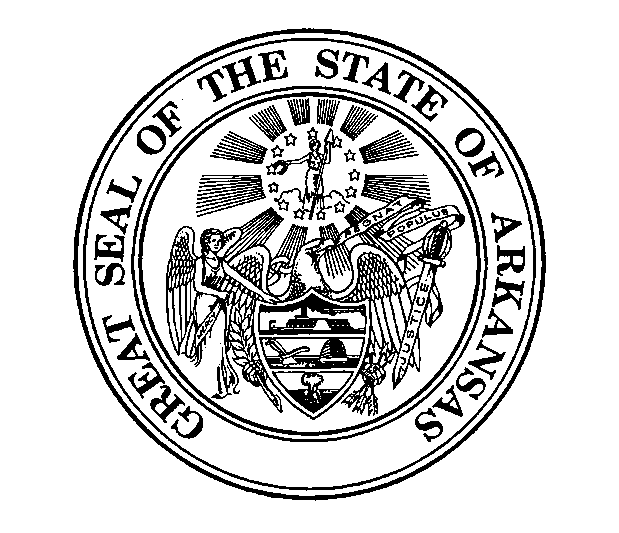 GREAT SEAL OF THE STATE OF ARKANSAS
REGNAT
POPULUS
JUSTICE